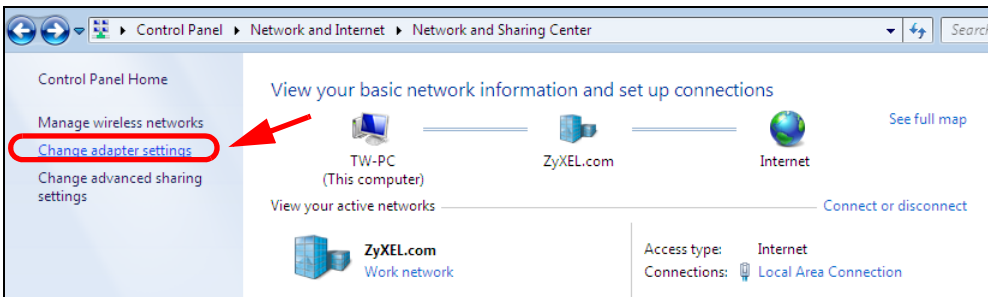 Control Panel ▸ Network and Internet ▸ Network and Sharing Center
Search
Control Panel Home
Manage wireless networks
Change adapter settings
Change advanced sharing
settings
View your basic network information and set up connections
See full map
TW-PC
(This computer)
ZyXEL.com
Internet
View your active networks
Connect or disconnect
ZyXEL.com
Work network
Access type: Internet
Connections: Local Area Connection